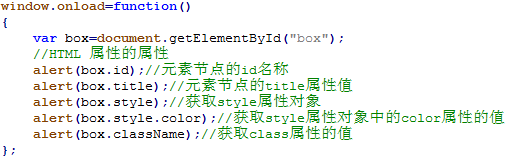 window.onload=function()
{
    var box=document.getElementById("box");
    //HTML 属性的属性
    alert(box.id);//元素节点的id名称
    alert(box.title);//元素节点的title属性值
    alert(box.style);//获取style属性对象
    alert(box.style.color);//获取style属性对象中的color属性的值
    alert(box.className);//获取class属性的值
};